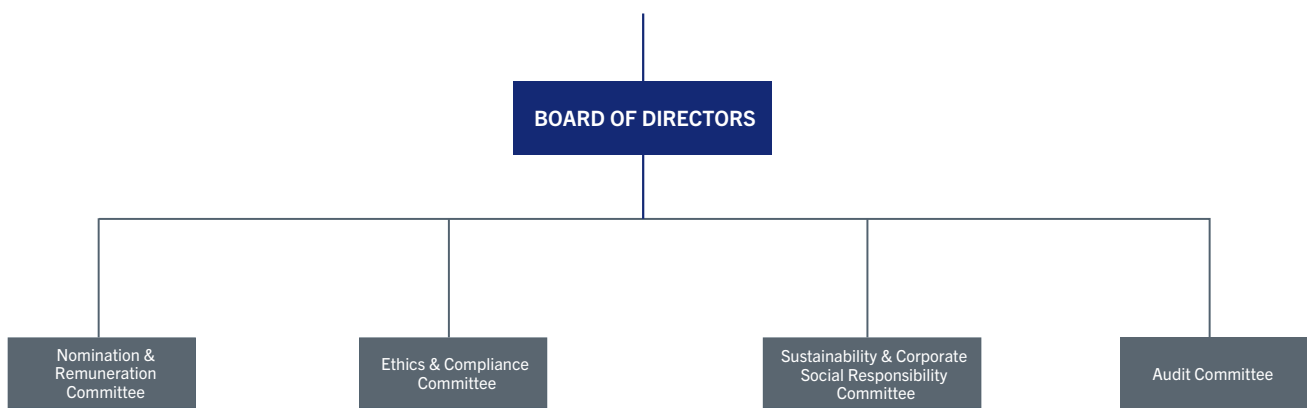 BOARD OF DIRECTORS
Nomination &
Remuneration
Committee
Ethics & Compliance
Committee
Sustainability & Corporate
Social Responsibility
Committee
Audit Committee